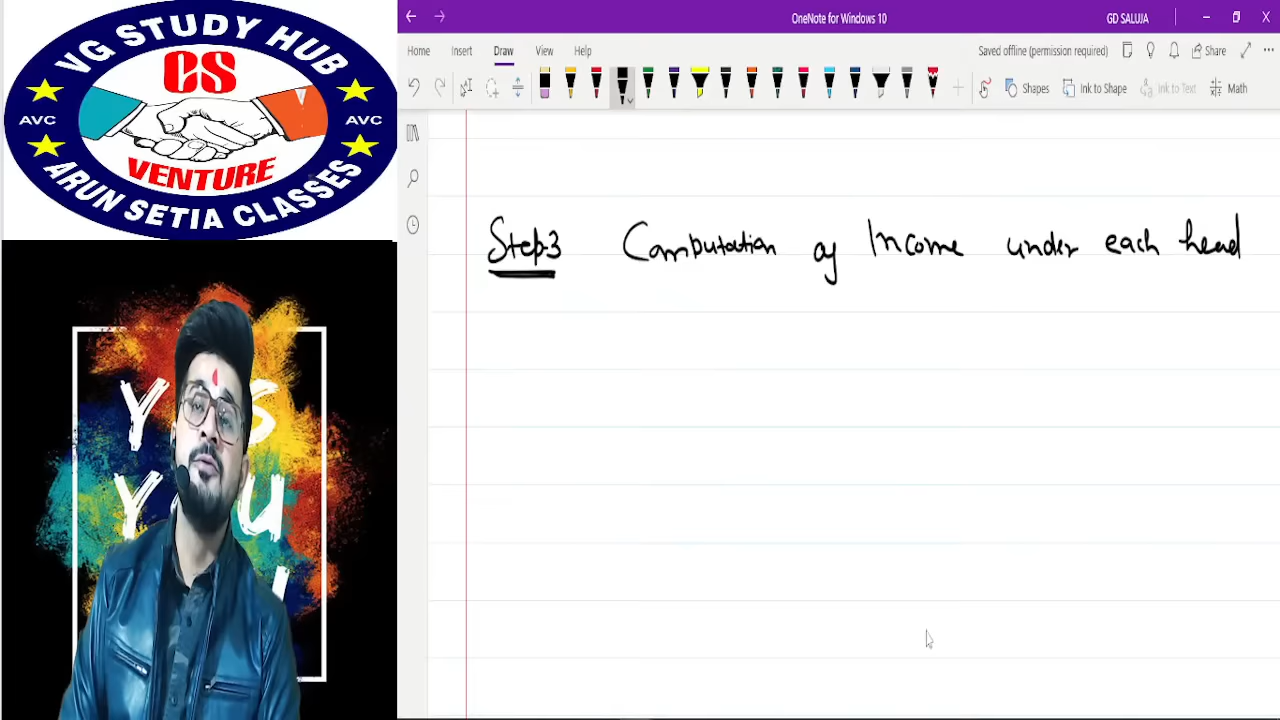 VG STUDY HUB
CS
AVC
AVC
VENTURE
ARUN SETIA CLASSES
OneNote for Windows 10
GD SALUJA
Home
Insert
Draw
View
Help
Saved offline (permission required)
Share
Shapes
Ink to Shape
Ink to Text
Math
Step-3 Computation of Income under each head